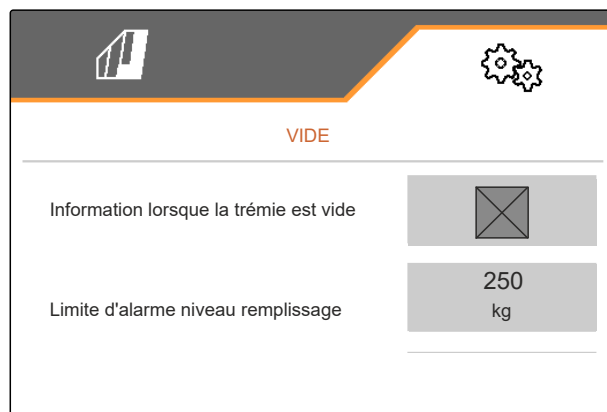 VIDE
Information lorsque la trémie est vide
Limite d'alarme niveau remplissage
250
kg